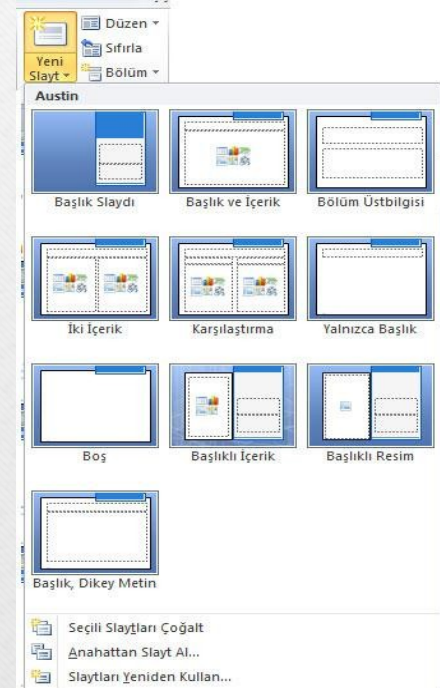 Düzen
Sıfırla
Yeni
Slayt
Bölüm
Austin
Başlık Slaydı
Başlık ve İçerik
Bölüm Üstbilgisi
İki İçerik
Karşılaştırma
Yalnızca Başlık
Boş
Başlıklı İçerik
Başlıklı Resim
Başlık, Dikey Metin
Seçili Slaytları Çoğalt
Anahattan Slayt Al...
Slaytları Yeniden Kullan...